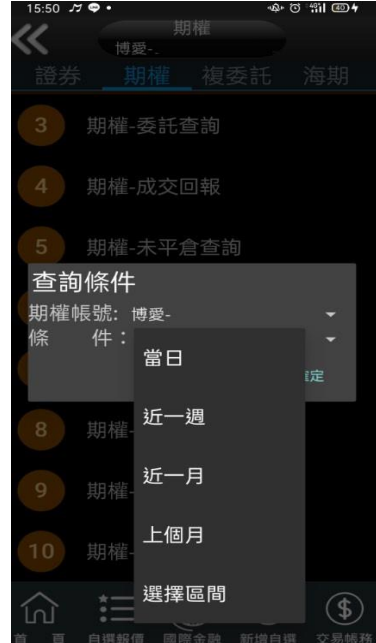 15:50
40
期權
博愛-
證券 期權 複委託 海期
3 期權-委託查詢
4 期權-成交回報
5 期權-未平倉查詢
查詢條件
期權帳號: 博愛-
條 件:
當日
近一週
近一月
上個月
選擇區間
定
8 期權-
9 期權-
10 期權-
首 頁 自選報價 國際金融 新增自選 交易帳務